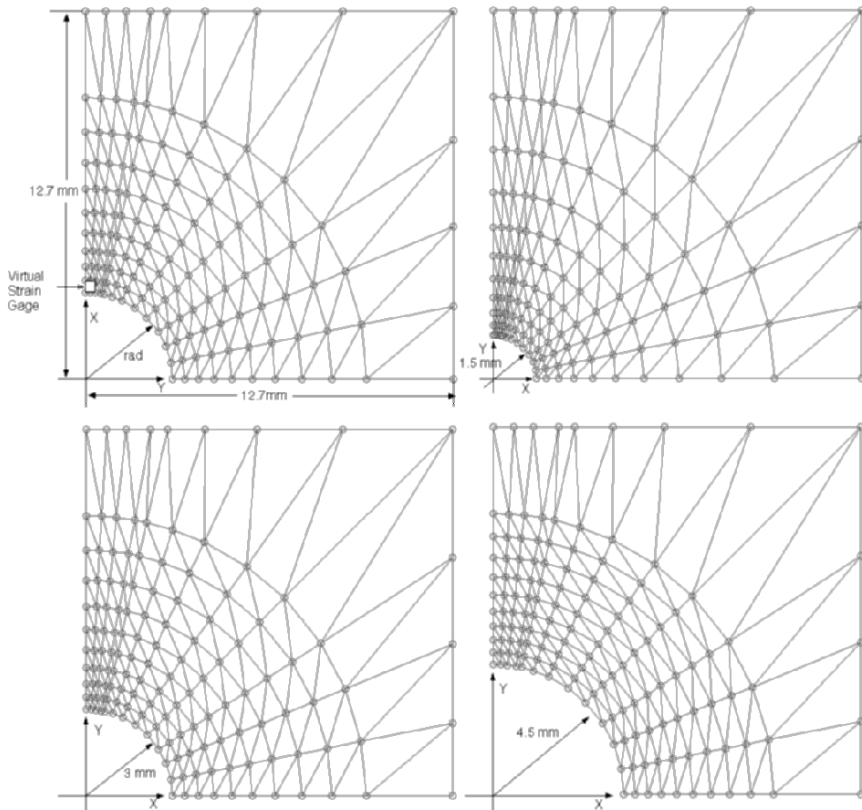 12.7 mm
Virtual
Strain
Gage
X
rad
Y
12.7mm
Y
1.5 mm
X
Y
3 mm
X
Y
4.5 mm
X